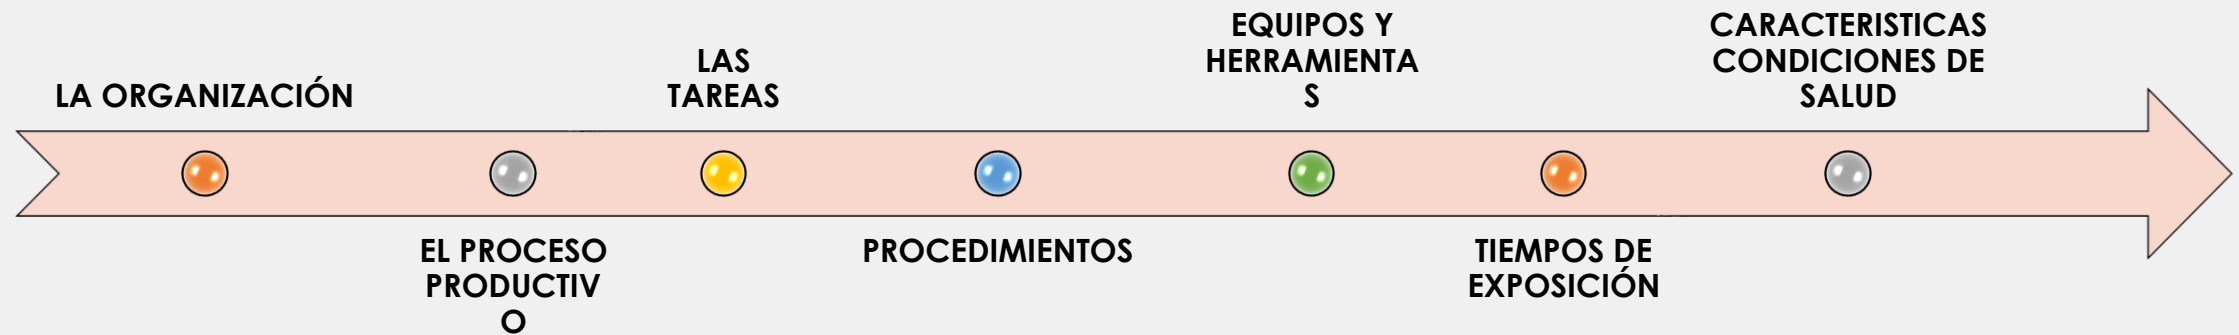 LA ORGANIZACIÓN
EL PROCESO
PRODUCTIV
O
LAS
TAREAS
PROCEDIMIENTOS
EQUIPOS Y
HERRAMIENTA
S
TIEMPOS DE
EXPOSICIÓN
CARACTERISTICAS
CONDICIONES DE
SALUD